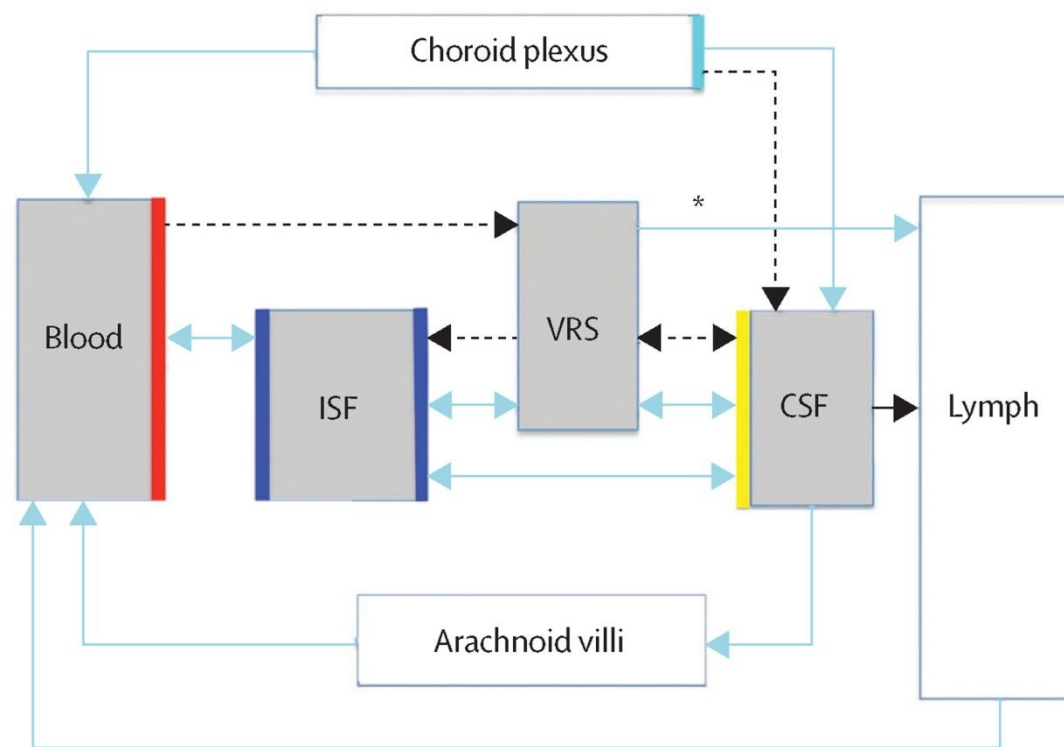 Choroid plexus
*
Blood
VRS
ISF
CSF
Lymph
Arachnoid villi